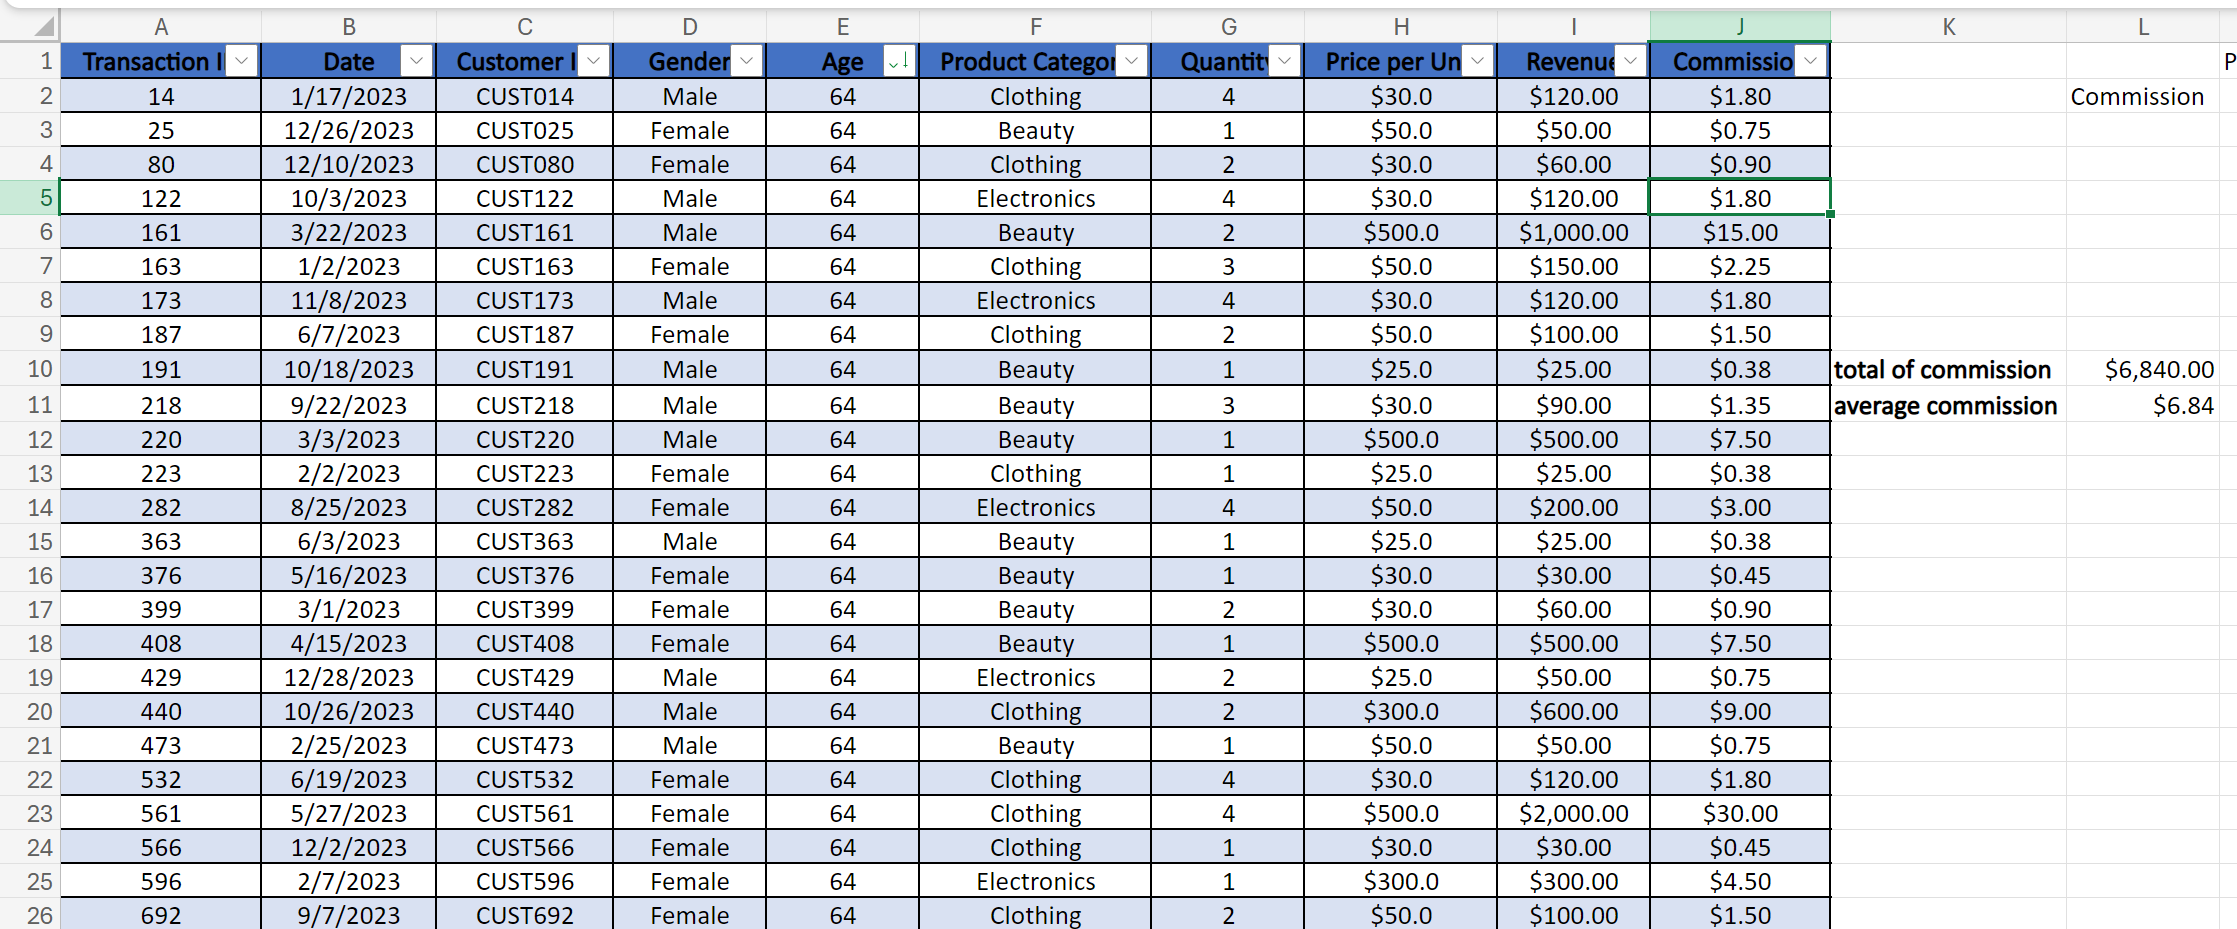 A B C D E F G H I J K L
1 Transaction I Date Customer I Gender Age Product Categor Quantit Price per Un Revenue Commissio P
2 14 1/17/2023 CUST014 Male 64 Clothing 4 $30.0 $120.00 $1.80 Commission
3 25 12/26/2023 CUST025 Female 64 Beauty 1 $50.0 $50.00 $0.75
4 80 12/10/2023 CUST080 Female 64 Clothing 2 $30.0 $60.00 $0.90
5 122 10/3/2023 CUST122 Male 64 Electronics 4 $30.0 $120.00 $1.80
6 161 3/22/2023 CUST161 Male 64 Beauty 2 $500.0 $1,000.00 $15.00
7 163 1/2/2023 CUST163 Female 64 Clothing 3 $50.0 $150.00 $2.25
8 173 11/8/2023 CUST173 Male 64 Electronics 4 $30.0 $120.00 $1.80
9 187 6/7/2023 CUST187 Female 64 Clothing 2 $50.0 $100.00 $1.50
10 191 10/18/2023 CUST191 Male 64 Beauty 1 $25.0 $25.00 $0.38 total of commission $6,840.00
11 218 9/22/2023 CUST218 Male 64 Beauty 3 $30.0 $90.00 $1.35 average commission $6.84
12 220 3/3/2023 CUST220 Male 64 Beauty 1 $500.0 $500.00 $7.50
13 223 2/2/2023 CUST223 Female 64 Clothing 1 $25.0 $25.00 $0.38
14 282 8/25/2023 CUST282 Female 64 Electronics 4 $50.0 $200.00 $3.00
15 363 6/3/2023 CUST363 Male 64 Beauty 1 $25.0 $25.00 $0.38
16 376 5/16/2023 CUST376 Female 64 Beauty 1 $30.0 $30.00 $0.45
17 399 3/1/2023 CUST399 Female 64 Beauty 2 $30.0 $60.00 $0.90
18 408 4/15/2023 CUST408 Female 64 Beauty 1 $500.0 $500.00 $7.50
19 429 12/28/2023 CUST429 Male 64 Electronics 2 $25.0 $50.00 $0.75
20 440 10/26/2023 CUST440 Male 64 Clothing 2 $300.0 $600.00 $9.00
21 473 2/25/2023 CUST473 Male 64 Beauty 1 $50.0 $50.00 $0.75
22 532 6/19/2023 CUST532 Female 64 Clothing 4 $30.0 $120.00 $1.80
23 561 5/27/2023 CUST561 Female 64 Clothing 4 $500.0 $2,000.00 $30.00
24 566 12/2/2023 CUST566 Female 64 Clothing 1 $30.0 $30.00 $0.45
25 596 2/7/2023 CUST596 Female 64 Electronics 1 $300.0 $300.00 $4.50
26 692 9/7/2023 CUST692 Female 64 Clothing 2 $50.0 $100.00 $1.50